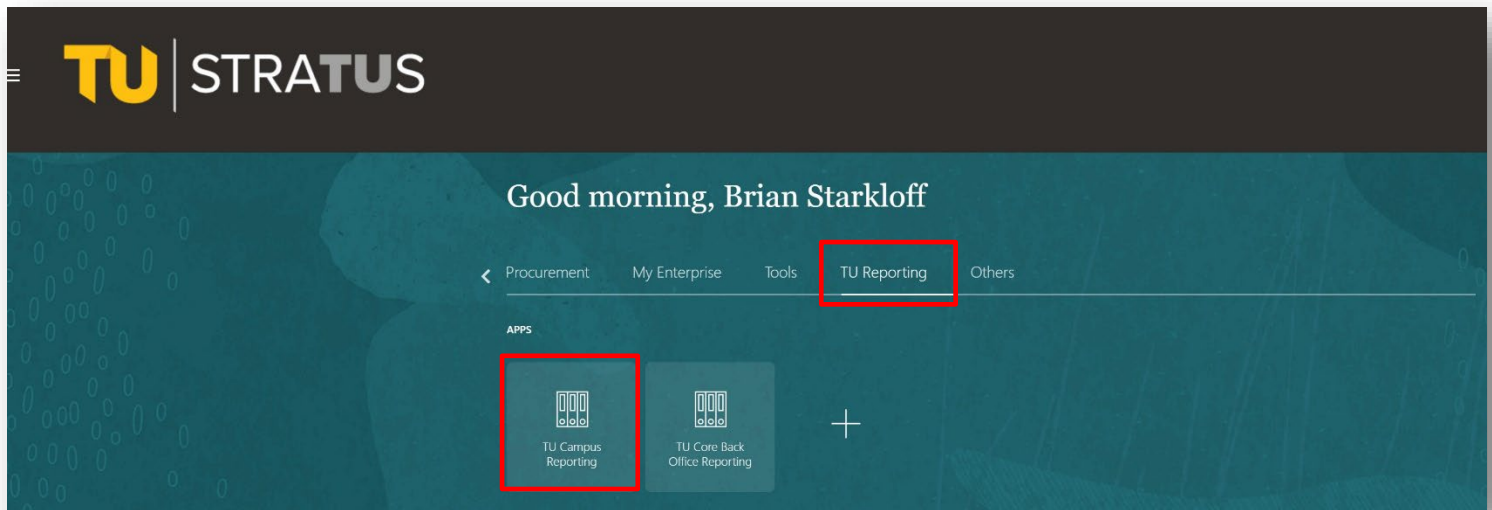 TU STRATUS
Good morning, Brian Starkloff
Procurement My Enterprise Tools TU Reporting Others
APPS
TU Campus
Reporting
TU Core Back
Office Reporting